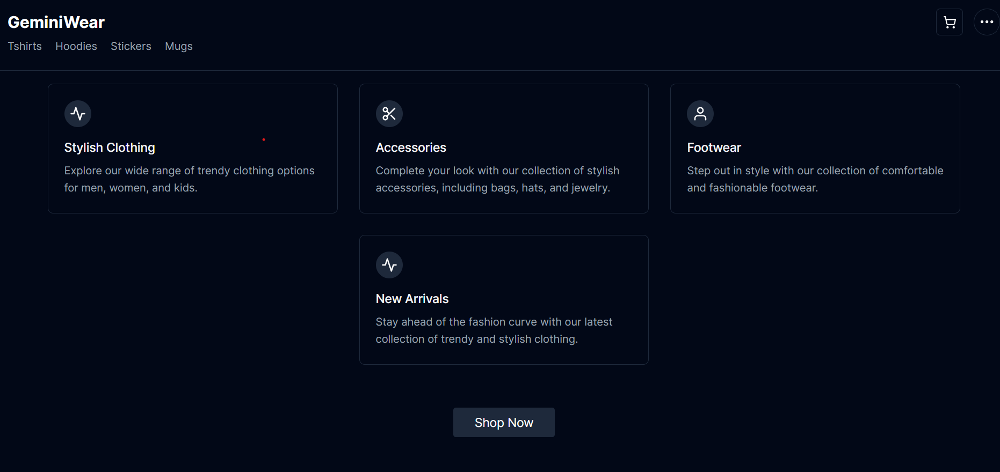 GeminiWear
Tshirts Hoodies Stickers Mugs
Stylish Clothing
Explore our wide range of trendy clothing options
for men, women, and kids.
Accessories
Complete your look with our collection of stylish
accessories, including bags, hats, and jewelry.
Footwear
Step out in style with our collection of comfortable
and fashionable footwear.
New Arrivals
Stay ahead of the fashion curve with our latest
collection of trendy and stylish clothing.
Shop Now